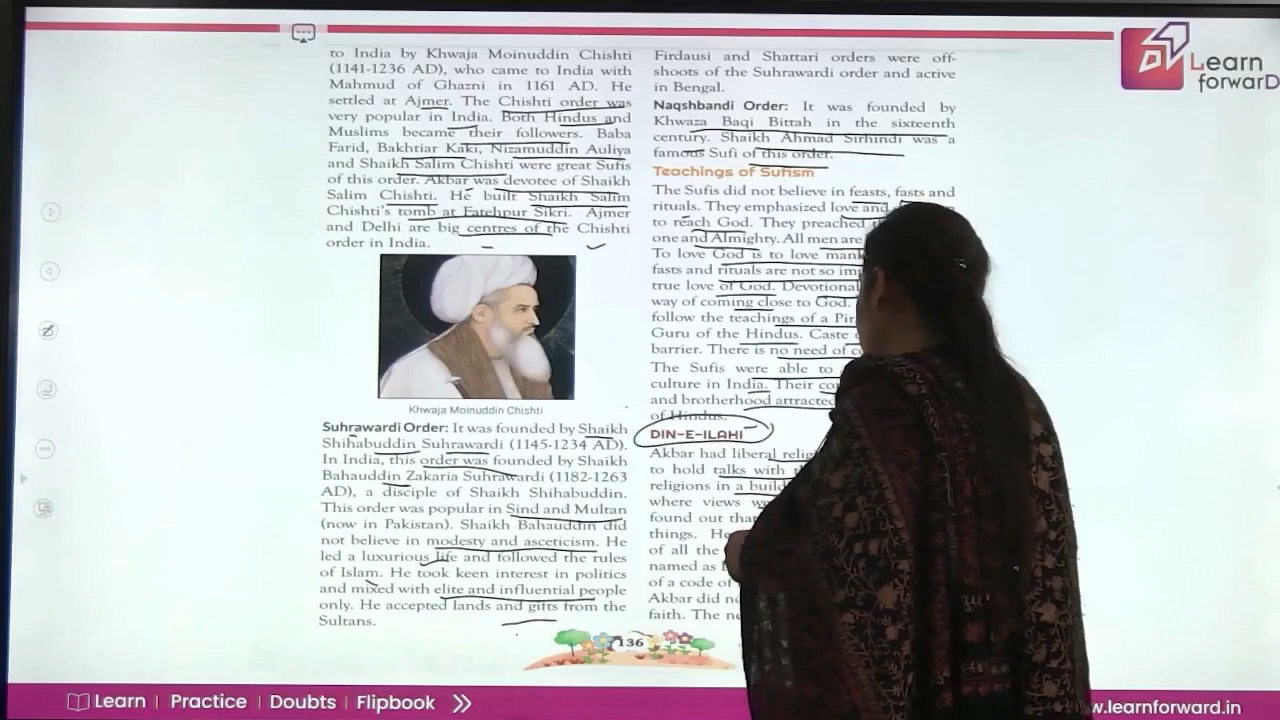 to India by Khwaja Moinuddin Chishti
(1141-1236 AD), who came to India with
Mahmud of Ghazni in 1161 AD. He
settled at Ajmer. The Chishti order was
very popular in India. Both Hindus and
Muslims became their followers. Baba
Farid, Bakhtiar Kaki, Nizamuddin Auliya
and Shaikh Salim Chishti were great Sufis
of this order. Akbar was devotee of Shaikh
Salim Chishti. He built Shaikh Salim
Chishti's tomb at Fatehpur Sikri. Ajmer
and Delhi are big centres of the Chishti
order in India.
Khwaja Moinuddin Chishti
Suhrawardi Order: It was founded by Shaikh
Shihabuddin Suhrawardi (1145-1234 AD).
In India, this order was founded by Shaikh
Bahauddin Zakaria Suhrawardi (1182-1263
AD), a disciple of Shaikh Shihabuddin.
This order was popular in Sind and Multan
(now in Pakistan). Shaikh Bahauddin did
not believe in modesty and asceticism. He
led a luxurious life and followed the rules
of Islam. He took keen interest in politics
and mixed with elite and influential people
only. He accepted lands and gifts from the
Sultans.
Firdausi and Shattari orders were off-
shoots of the Suhrawardi order and active
in Bengal.
Naqshbandi Order: It was founded by
Khwaza Baqi Bittah in the sixteenth
century. Shaikh Ahmad Sirhindi was a
famous Sufi of this order.
Teachings of Sufism
The Sufis did not believe in feasts, fasts and
rituals. They emphasized love and
to reach God. They preached
one and Almighty. All men are
To love God is to love
fasts and rituals are not so
true love of God. Devotional
way of coming close to God.
follow the teachings of a Pir
Guru of the Hindus. Caste
barrier. There is no need of
The Sufis were able to
culture in India. Their
and brotherhood attracted
of Hindus.
DIN-E-ILAHI
Akbar had liberal
to hold talks with
religions in a
where views
found out that
things. He
of all the
named as
of a code of
Akbar did
faith. The
136
Learn
forwarD
Learn | Practice | Doubts | Flipbook
w.learnforward.in